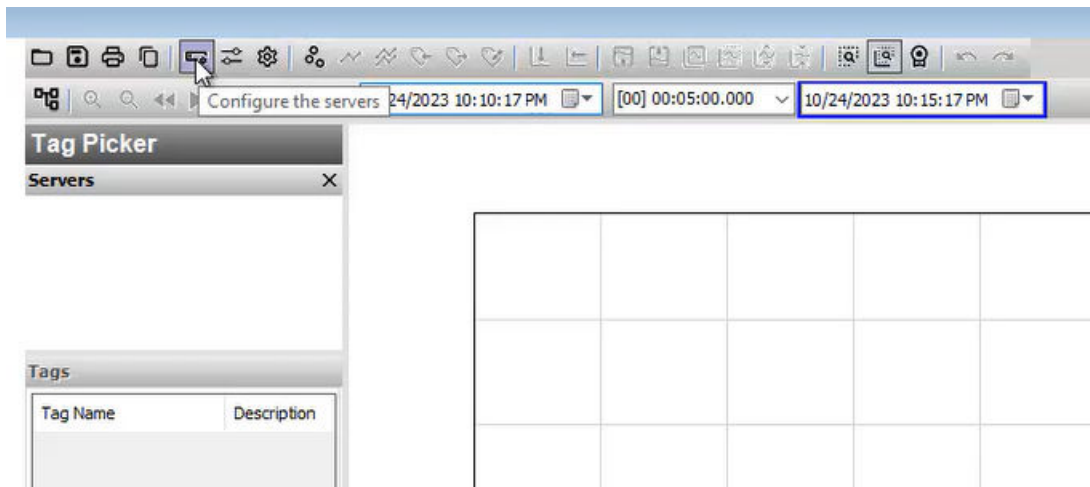 Configure the servers
24/2023 10:10:17 PM
[00] 00:05:00.000
10/24/2023 10:15:17 PM
Tag Picker
Servers
Tags
Tag Name
Description